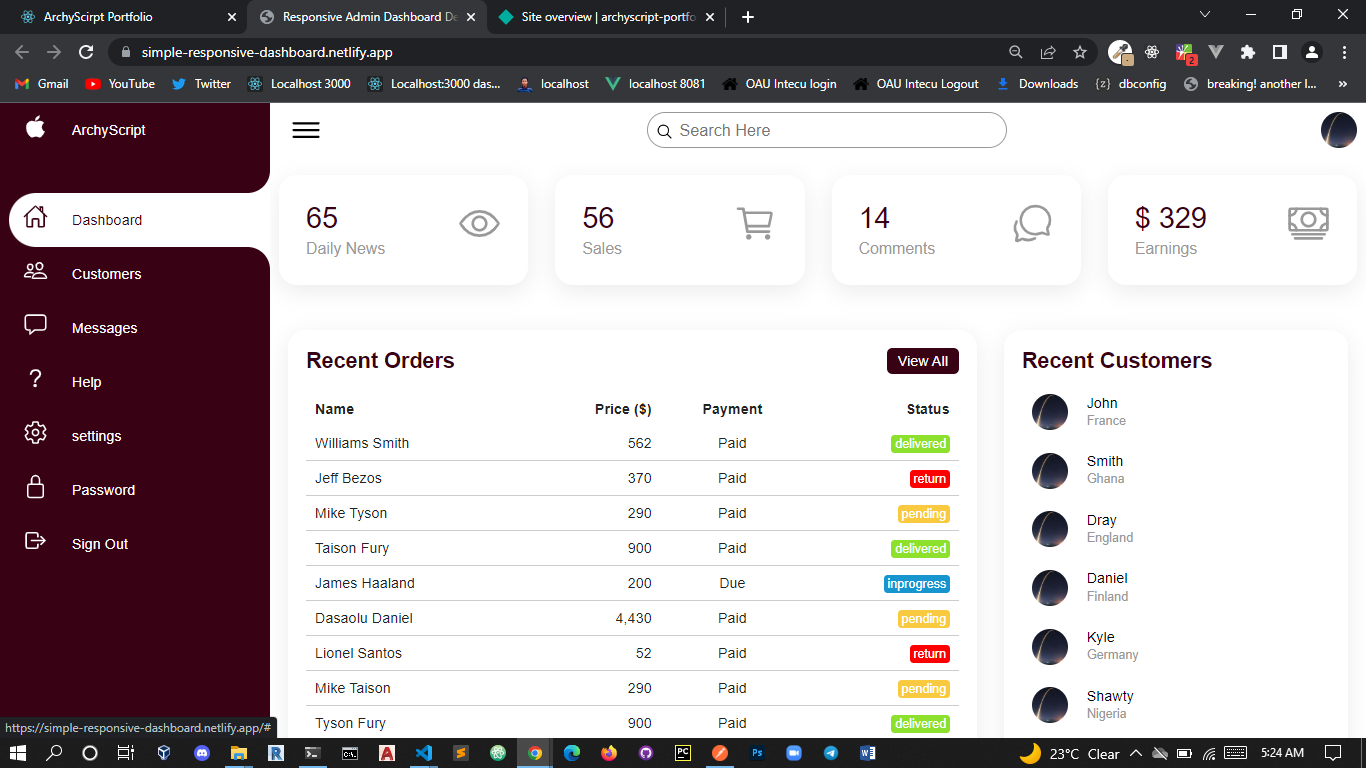 ArchyScirpt Portfolio
Responsive Admin Dashboard De
Site overview | archyscript-portfo
simple-responsive-dashboard.netlify.app
2
Gmail YouTube Twitter Localhost 3000 Localhost:3000 das... localhost localhost 8081 OAU Intecu login OAU Intecu Logout Downloads {z} dbconfig breaking! another l... »
ArchyScript
Search Here
Dashboard
Customers
Messages
Help
settings
Password
Sign Out
65
Daily News
56
Sales
14
Comments
$ 329
Earnings
Recent Orders
View All
Name Price ($) Payment Status
Williams Smith 562 Paid delivered
Jeff Bezos 370 Paid return
Mike Tyson 290 Paid pending
Taison Fury 900 Paid delivered
James Haaland 200 Due inprogress
Dasaolu Daniel 4,430 Paid pending
Lionel Santos 52 Paid return
Mike Taison 290 Paid pending
Tyson Fury 900 Paid delivered
Recent Customers
John
France
Smith
Ghana
Dray
England
Daniel
Finland
Kyle
Germany
Shawty
Nigeria
https://simple-responsive-dashboard.netlify.app/#
23°C Clear 5:24 AM